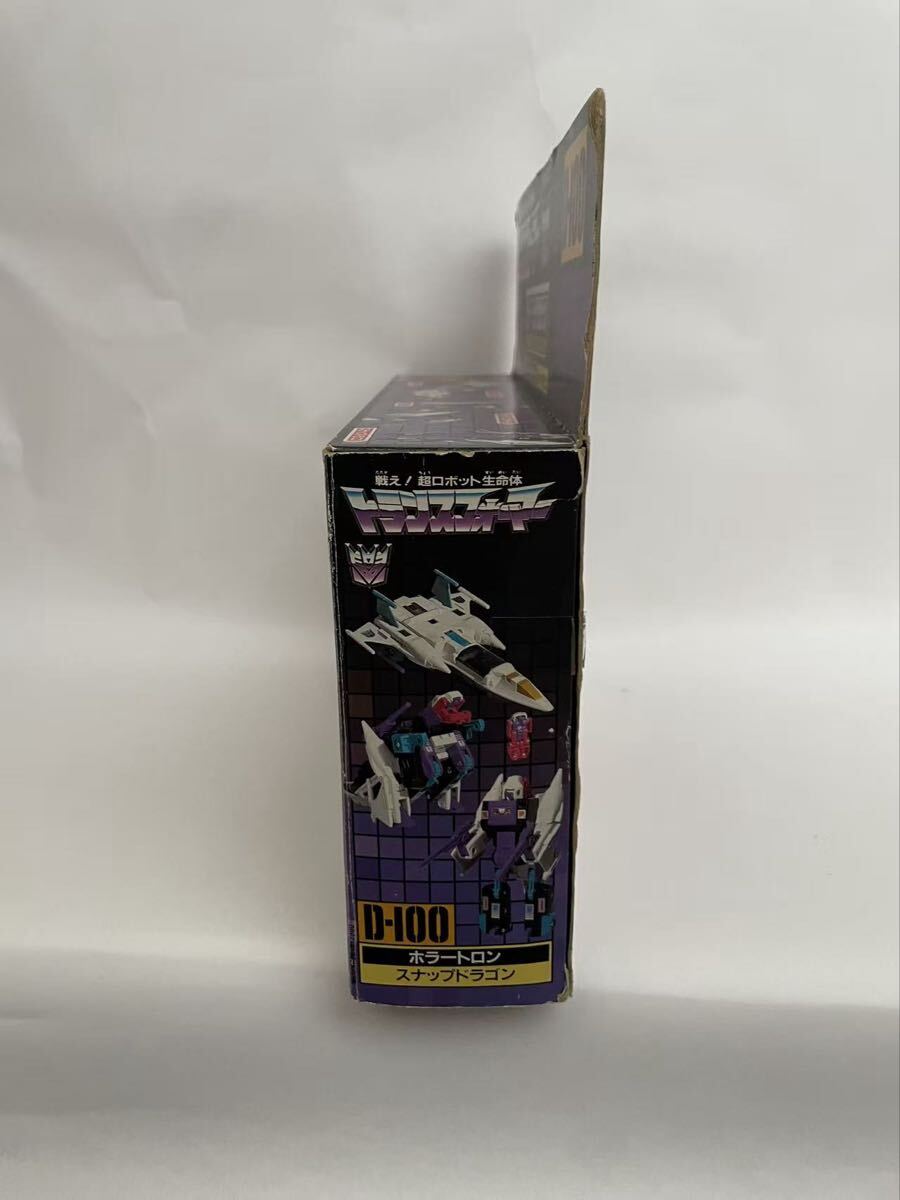 100
戦え！超ロボット生命体
トランスフォーマー
D-100
ホラートロン
スナップドラゴン